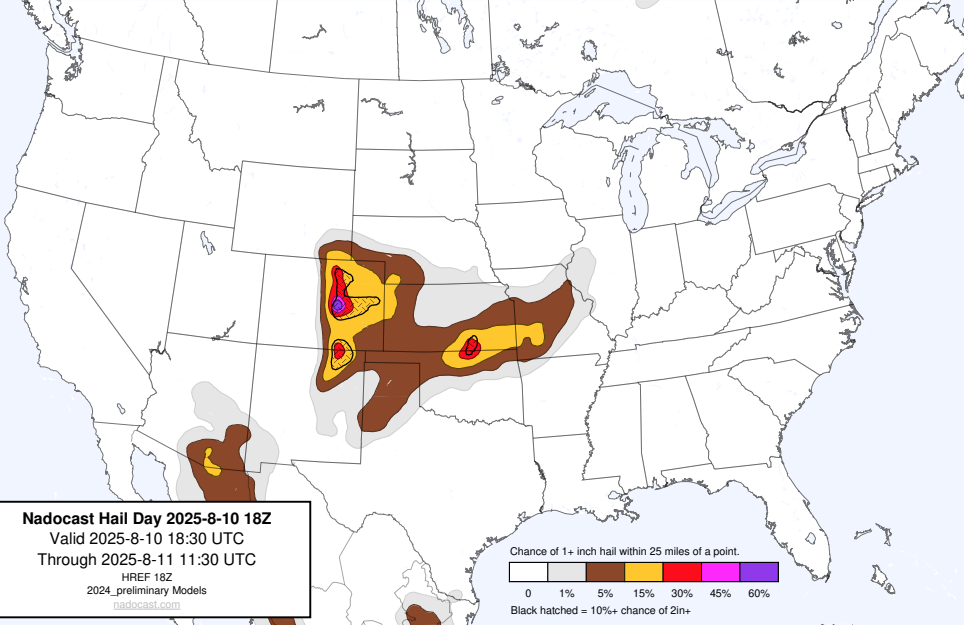 Nadocast Hail Day 2025-8-10 18Z
Valid 2025-8-10 18:30 UTC
Through 2025-8-11 11:30 UTC
HREF 18Z
2024_preliminary Models
nadocast.com
Chance of 1+ inch hail within 25 miles of a point.
0 1% 5% 15% 30% 45% 60%
Black hatched = 10%+ chance of 2in+